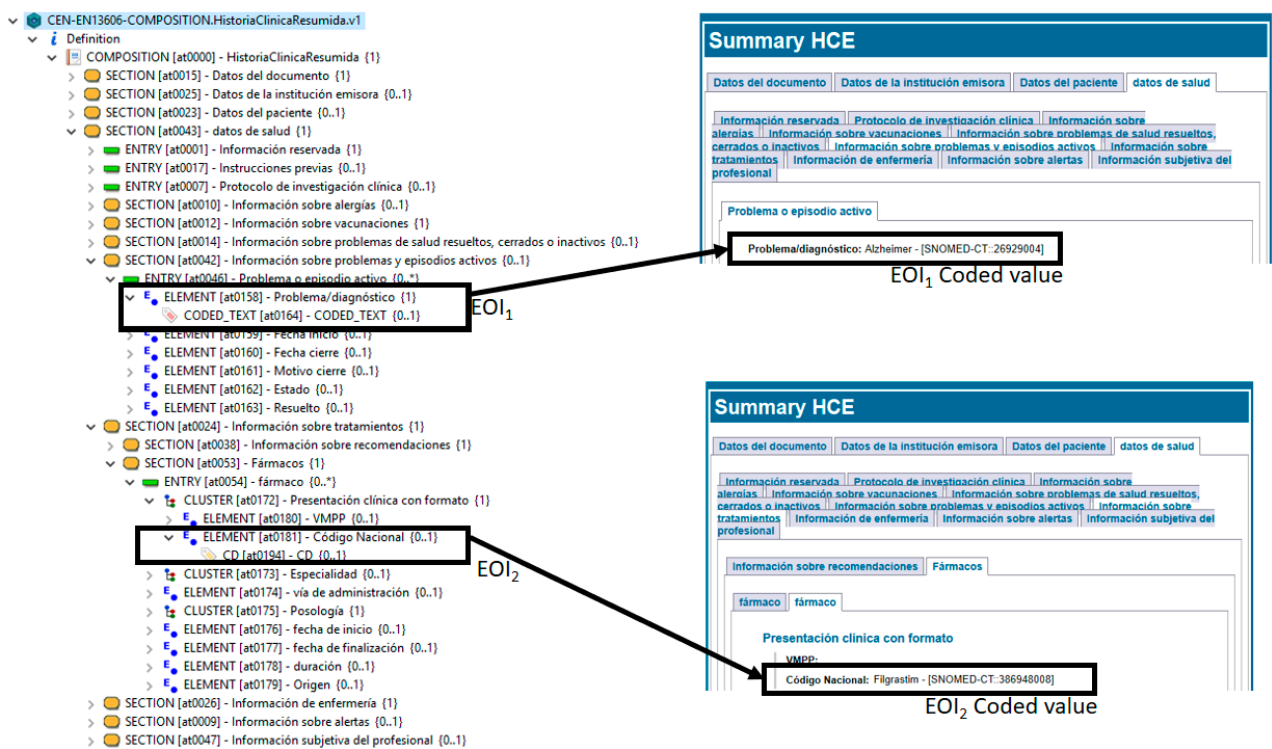 CEN-EN13606-COMPOSITION.HistoriaClinicaResumida.v1
Definition
COMPOSITION [at0000] - HistoriaClinicaResumida {1}
SECTION [at0015] - Datos del documento {1}
SECTION [at0025] - Datos de la institución emisora {0..1}
SECTION [at0023] - Datos del paciente {0..1}
SECTION [at0043] - datos de salud {1}
ENTRY [at0001] - Información reservada {1}
ENTRY [at0017] - Instrucciones previas {0..1}
ENTRY [at0007] - Protocolo de investigación clínica {0..1}
SECTION [at0010] - Información sobre alergías {0..1}
SECTION [at0012] - Información sobre vacunaciones {1}
SECTION [at0014] - Información sobre problemas de salud resueltos, cerrados o inactivos {0..1}
SECTION [at0042] - Información sobre problemas y episodios activos {0..1}
ENTRY [at0046] - Problema o episodio activo {0..*}
ELEMENT [at0158] - Problema/diagnóstico {1}
CODED_TEXT [at0164] - CODED_TEXT {0..1}
EOI1
ELEMENT [at0159] - Fecha inicio {0..1}
ELEMENT [at0160] - Fecha cierre {0..1}
ELEMENT [at0161] - Motivo cierre {0..1}
ELEMENT [at0162] - Estado {0..1}
ELEMENT [at0163] - Resuelto {0..1}
SECTION [at0024] - Información sobre tratamientos {1}
SECTION [at0038] - Información sobre recomendaciones {1}
SECTION [at0053] - Fármacos {1}
ENTRY [at0054] - fármaco {0..*}
CLUSTER [at0172] - Presentación clínica con formato {1}
ELEMENT [at0180] - VMPP {0..1}
ELEMENT [at0181] - Código Nacional {0..1}
CD [at0194] - CD {0..1}
EOI2
CLUSTER [at0173] - Especialidad {0..1}
ELEMENT [at0174] - vía de administración {0..1}
CLUSTER [at0175] - Posología {1}
ELEMENT [at0176] - fecha de inicio {0..1}
ELEMENT [at0177] - fecha de finalización {0..1}
ELEMENT [at0178] - duración {0..1}
ELEMENT [at0179] - Origen {0..1}
SECTION [at0026] - Información de enfermería {1}
SECTION [at0009] - Información sobre alertas {0..1}
SECTION [at0047] - Información subjetiva del profesional {0..1}
Summary HCE
Datos del documento Datos de la institución emisora Datos del paciente datos de salud
Información reservada Protocolo de investigación clínica Información sobre
alergías Información sobre vacunaciones Información sobre problemas de salud resueltos,
cerrados o inactivos Información sobre problemas y episodios activos Información sobre
tratamientos Información de enfermería Información sobre alertas Información subjetiva del
profesional
Problema o episodio activo
Problema/diagnóstico: Alzheimer - [SNOMED-CT::26929004]
EOI1 Coded value
Summary HCE
Datos del documento Datos de la institución emisora Datos del paciente datos de salud
Información reservada Protocolo de investigación clínica Información sobre
alergías Información sobre vacunaciones Información sobre problemas de salud resueltos,
cerrados o inactivos Información sobre problemas y episodios activos Información sobre
tratamientos Información de enfermería Información sobre alertas Información subjetiva del
profesional
Información sobre recomendaciones Fármacos
fármaco fármaco
Presentación clínica con formato
VMPP:
Código Nacional: Filgrastim - [SNOMED-CT::386948008]
EOI2 Coded value